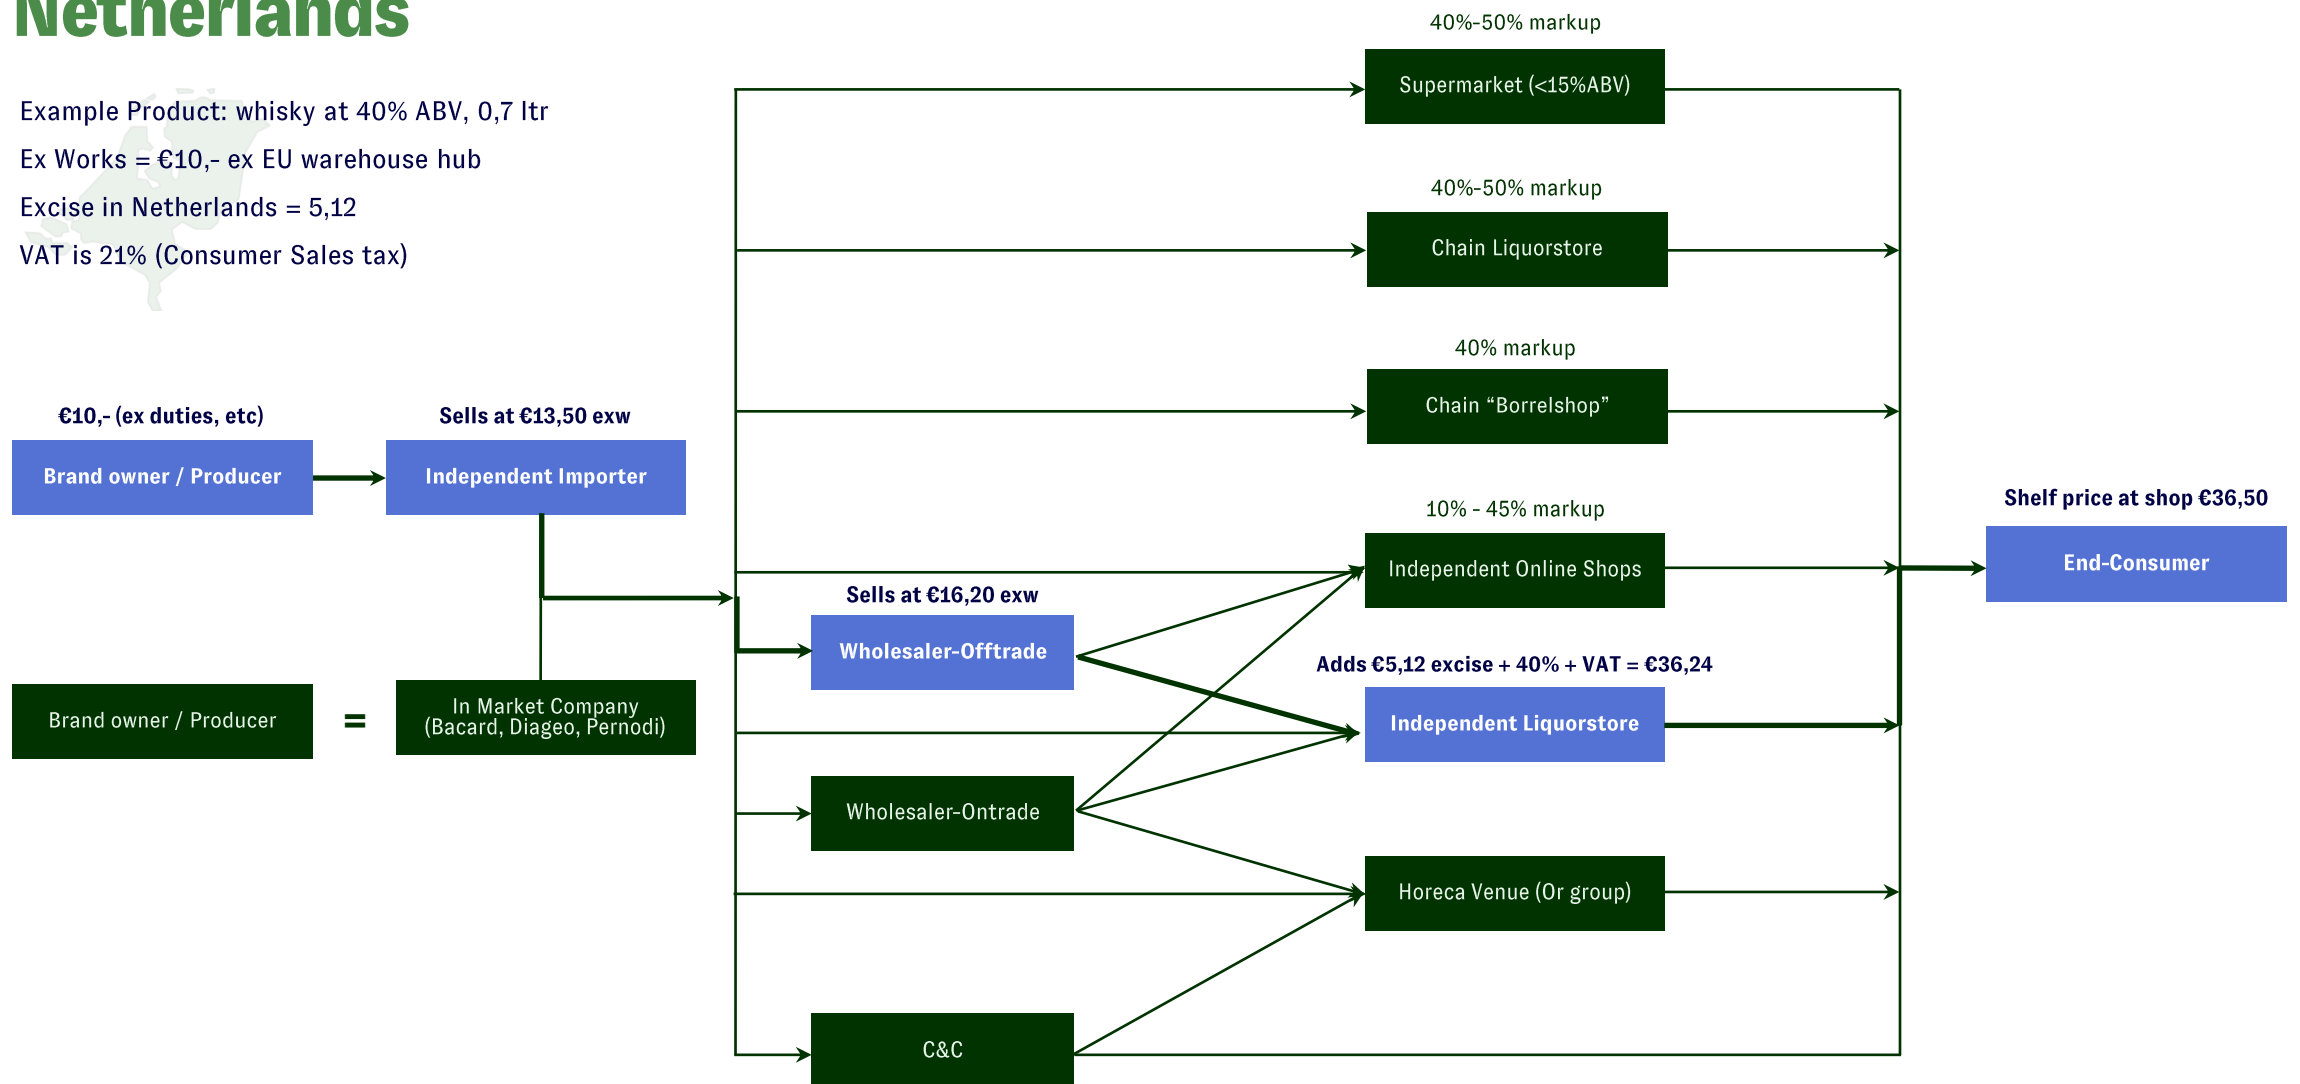 Netherlands
Example Product: whisky at 40% ABV, 0,7 ltr
Ex Works = €10,- ex EU warehouse hub
Excise in Netherlands = 5,12
VAT is 21% (Consumer Sales tax)
40%-50% markup
Supermarket (<15%ABV)
40%-50% markup
Chain Liquorstore
40% markup
Chain “Borrelshop”
€10,- (ex duties, etc)
Brand owner / Producer
Sells at €13,50 exw
Independent Importer
10% - 45% markup
Independent Online Shops
Shelf price at shop €36,50
End-Consumer
Sells at €16,20 exw
Wholesaler-Offtrade
Adds €5,12 excise + 40% + VAT = €36,24
Independent Liquorstore
Brand owner / Producer
=
In Market Company
(Bacard, Diageo, Pernodi)
Wholesaler-Ontrade
Horeca Venue (Or group)
C&C